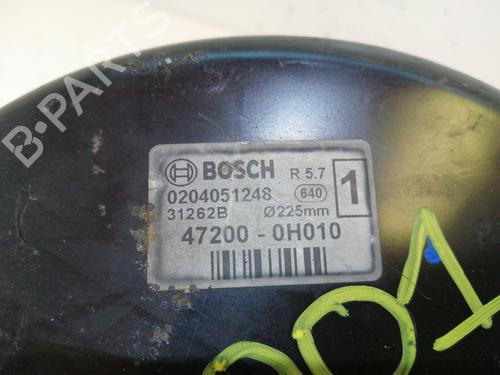 B-PARTS
BOSCH R 5.7 1
0204051248 640
31262B Ø225mm
47200 - 0H010